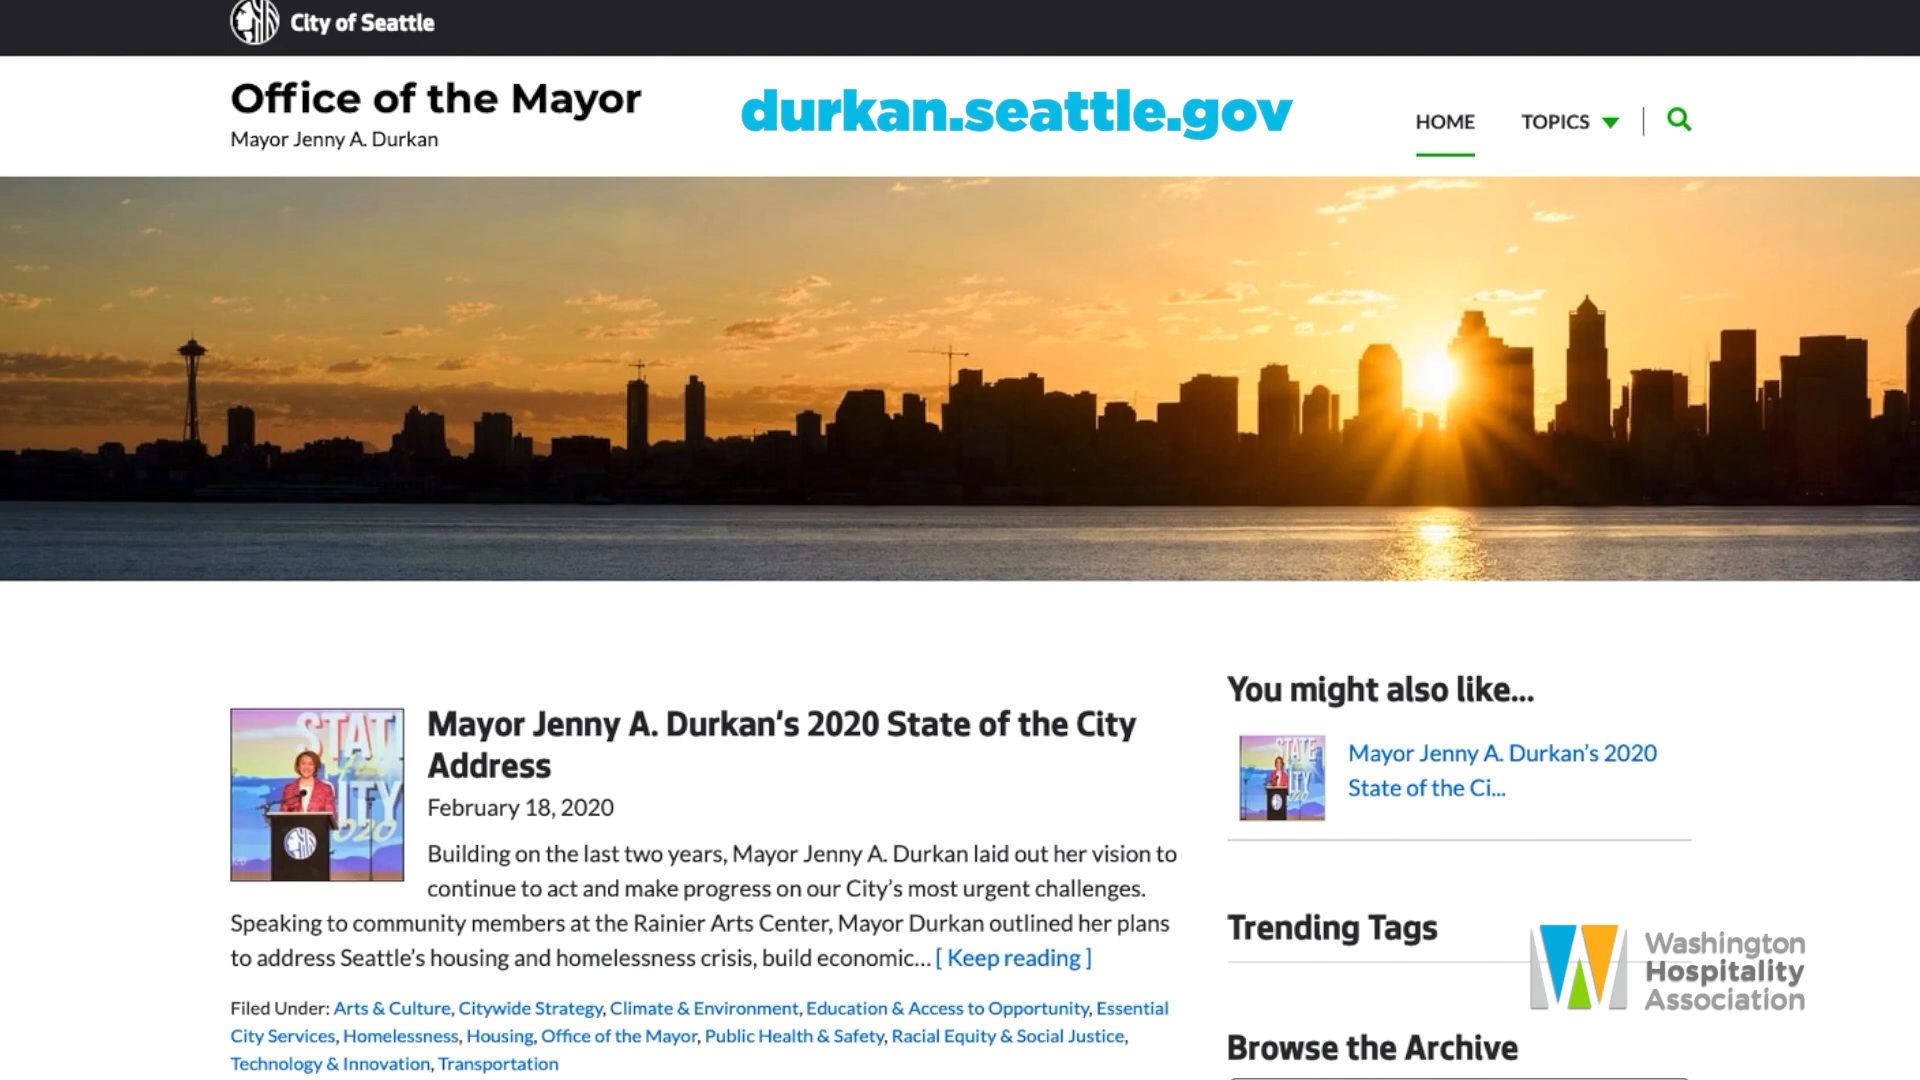 City of Seattle
Office of the Mayor
Mayor Jenny A. Durkan
durkan.seattle.gov
HOME
TOPICS
STATE
CITY
2020
Mayor Jenny A. Durkan's 2020 State of the City
Address
February 18, 2020
Building on the last two years, Mayor Jenny A. Durkan laid out her vision to
continue to act and make progress on our City's most urgent challenges.
Speaking to community members at the Rainier Arts Center, Mayor Durkan outlined her plans
to address Seattle's housing and homelessness crisis, build economic... [ Keep reading ]
Filed Under: Arts & Culture, Citywide Strategy, Climate & Environment, Education & Access to Opportunity, Essential
City Services, Homelessness, Housing, Office of the Mayor, Public Health & Safety, Racial Equity & Social Justice,
Technology & Innovation, Transportation
You might also like...
Mayor Jenny A. Durkan's 2020
State of the Ci...
Trending Tags
Washington
Hospitality
Association
Browse the Archive